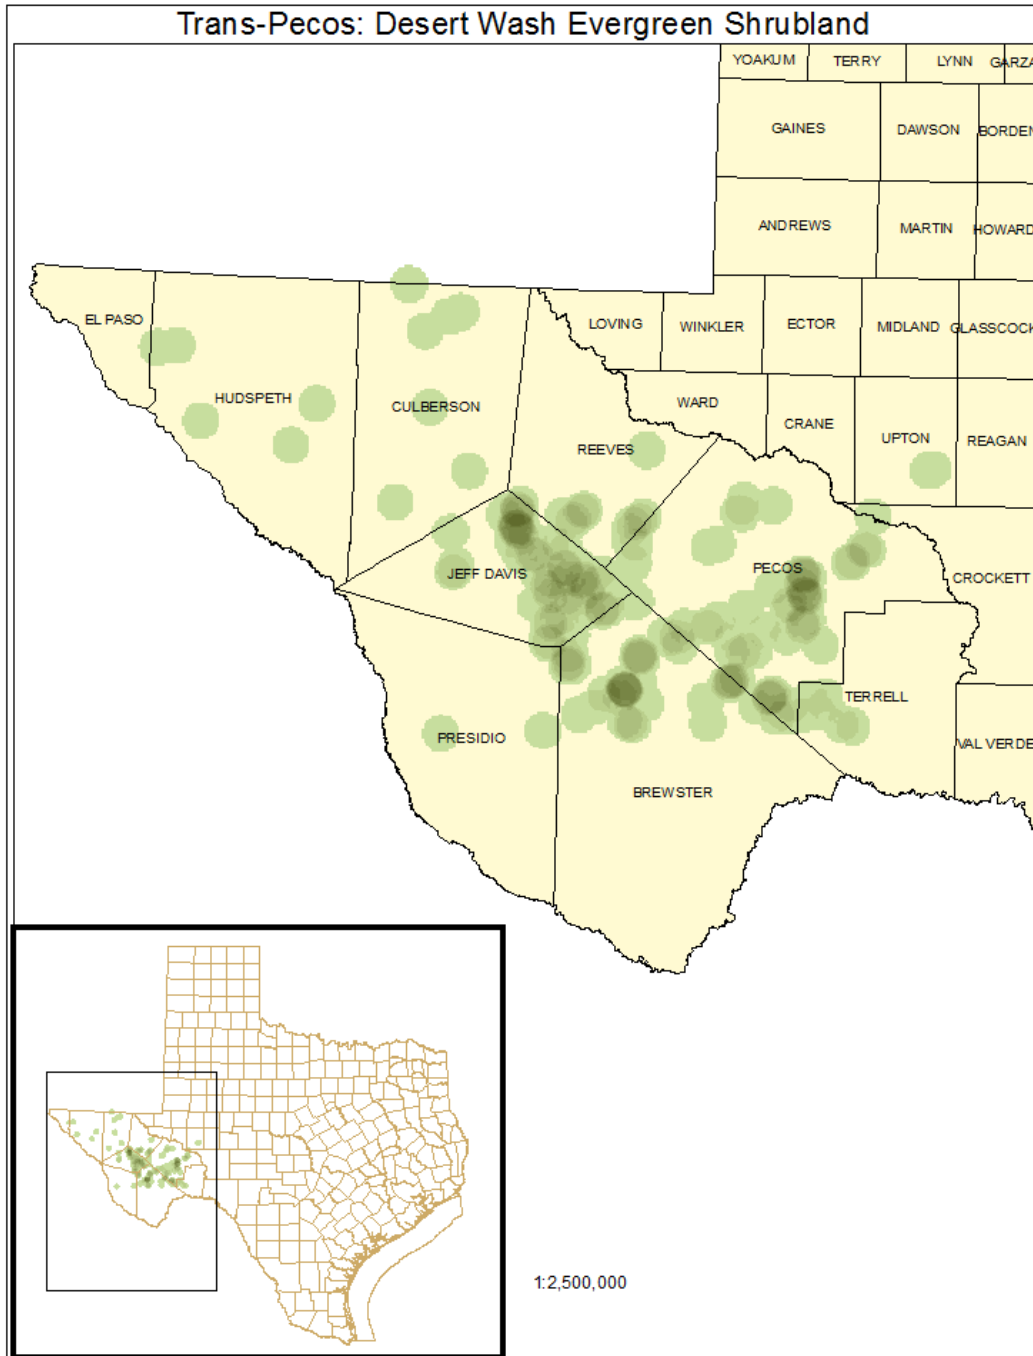 Trans-Pecos: Desert Wash Evergreen Shrubland
YOAKUM TERRY LYNN GARZA
GAINES DAWSON BORDEN
ANDREWS MARTIN HOWARD
EL PASO LOVING WINKLER ECTOR MIDLAND GLASSCOCK
HUDSPETH CULBERSON WARD
CRANE UPTON REAGAN
REEVES
JEFF DAVIS PECOS CROCKETT
TERRELL
PRESIDIO VAL VERDE
BREWSTER
1:2,500,000